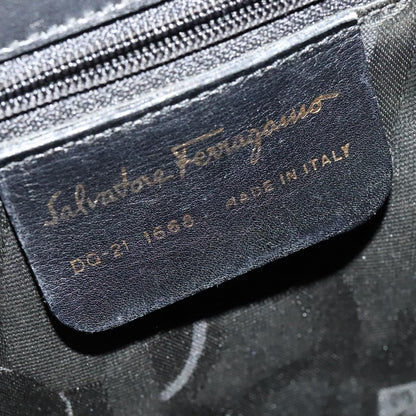 Salvatore Ferragamo
DQ-21 1668 MADE IN ITALY